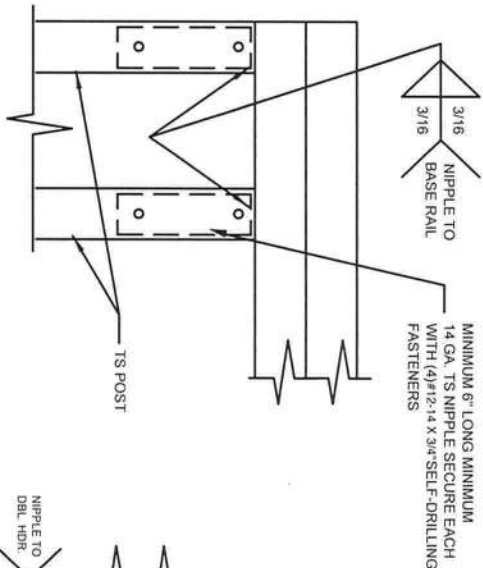 3/16
3/16
NIPPLE TO
BASE RAIL
MINIMUM 6" LONG MINIMUM
14 GA. TS NIPPLE SECURE EACH
WITH (4)#12-14 X 3/4"SELF-DRILLING
FASTENERS
TS POST
NIPPLE TO
DBL HDR.